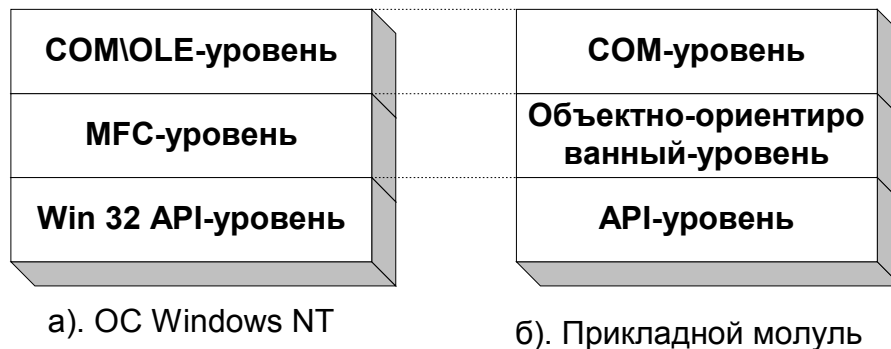 COM\OLE-уровень
COM-уровень
MFC-уровень
Объектно-ориентиро
ванный-уровень
Win 32 API-уровень
API-уровень
а). ОС Windows NT
б). Прикладной молуль